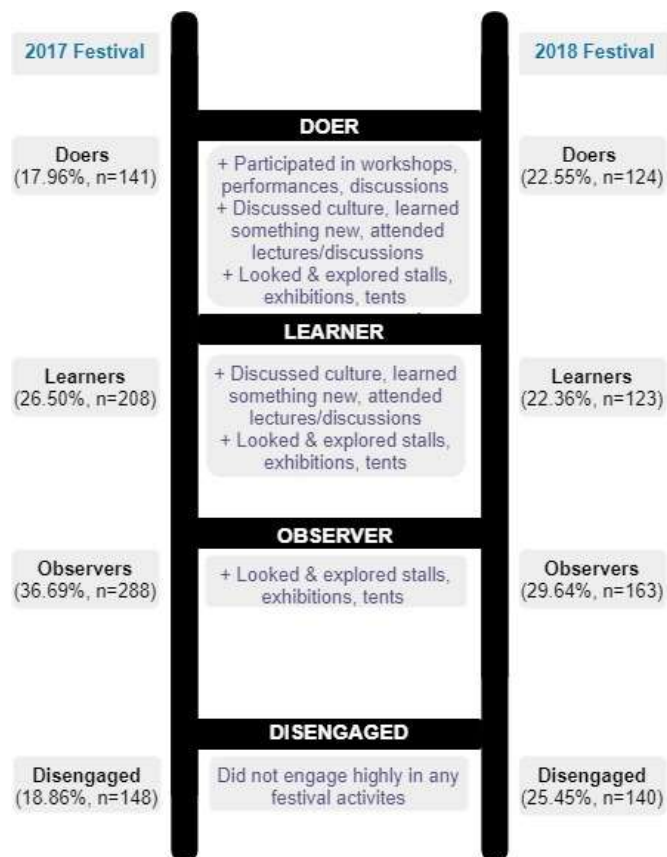 2017 Festival
2018 Festival
DOER
Doers
(17.96%, n=141)
+ Participated in workshops,
performances, discussions
+ Discussed culture, learned
something new, attended
lectures/discussions
+ Looked & explored stalls,
exhibitions, tents
Doers
(22.55%, n=124)
LEARNER
Learners
(26.50%, n=208)
+ Discussed culture, learned
something new, attended
lectures/discussions
+ Looked & explored stalls,
exhibitions, tents
Learners
(22.36%, n=123)
OBSERVER
Observers
(36.69%, n=288)
+ Looked & explored stalls,
exhibitions, tents
Observers
(29.64%, n=163)
DISENGAGED
Disengaged
(18.86%, n=148)
Did not engage highly in any
festival activites
Disengaged
(25.45%, n=140)